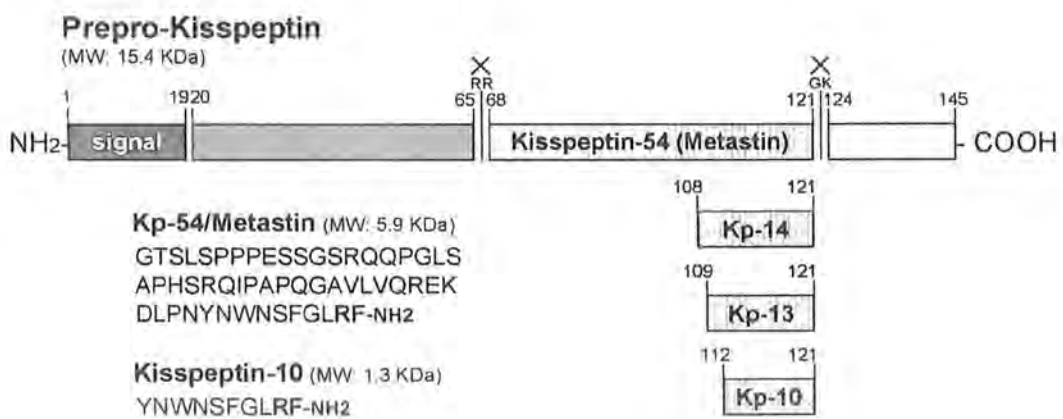 Prepro-Kisspeptin
(MW: 15.4 KDa)
RR GK
1 19 20 65 68 121 124 145
NH2- signal Kisspeptin-54 (Metastin) - COOH
108 121
Kp-54/Metastin (MW: 5.9 KDa) Kp-14
GTSLSPPPESSGSRQQPGLS
109 121
APHSRQIPAPQGAVLVQREK
DLPNYNWNSFGLRF-NH2 Kp-13
112 121
Kisspeptin-10 (MW: 1.3 KDa)
YNWNSFGLRF-NH2 Kp-10